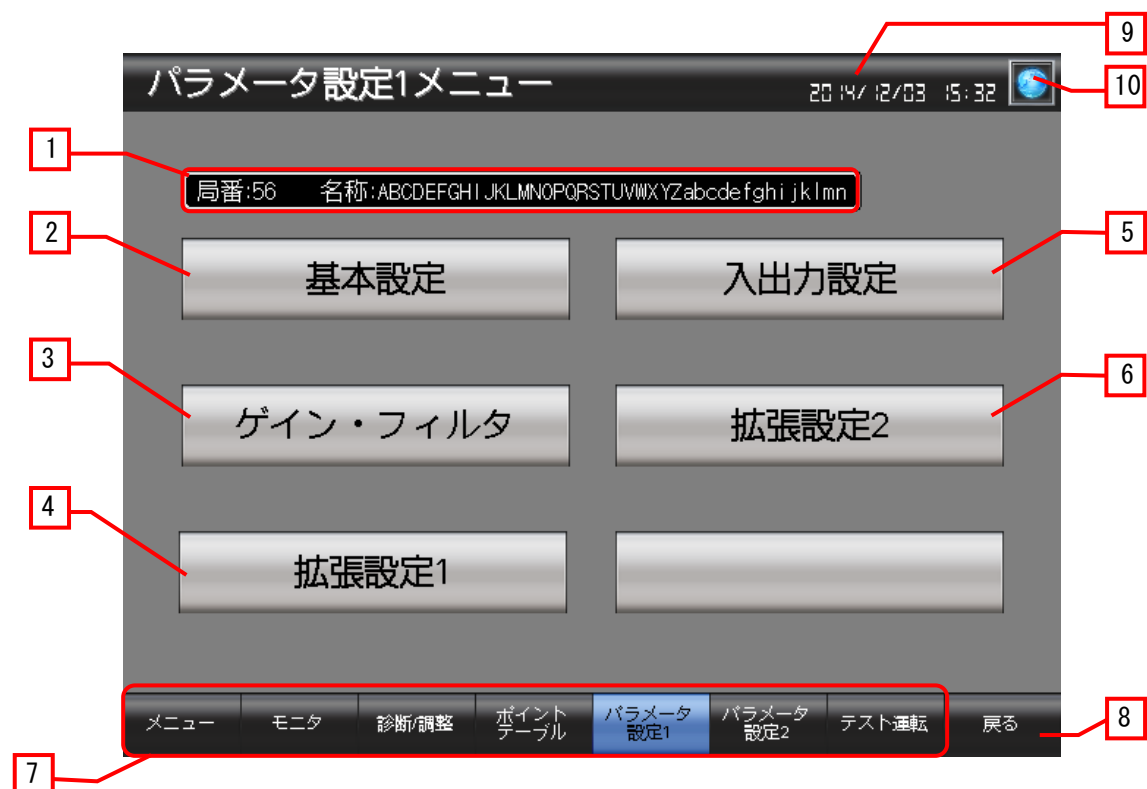 9
パラメータ設定1メニュー
2014/12/03 15:32
10
1
局番:56 名称:ABCDEFGHIJKLMNOPQRSTUVWXYZabcdefghijklmn
2
基本設定
入出力設定
5
3
ゲイン・フィルタ
拡張設定2
6
4
拡張設定1
メニュー
モニタ
診断/調整
ポイント
テーブル
パラメータ
設定1
パラメータ
設定2
テスト運転
戻る
8
7